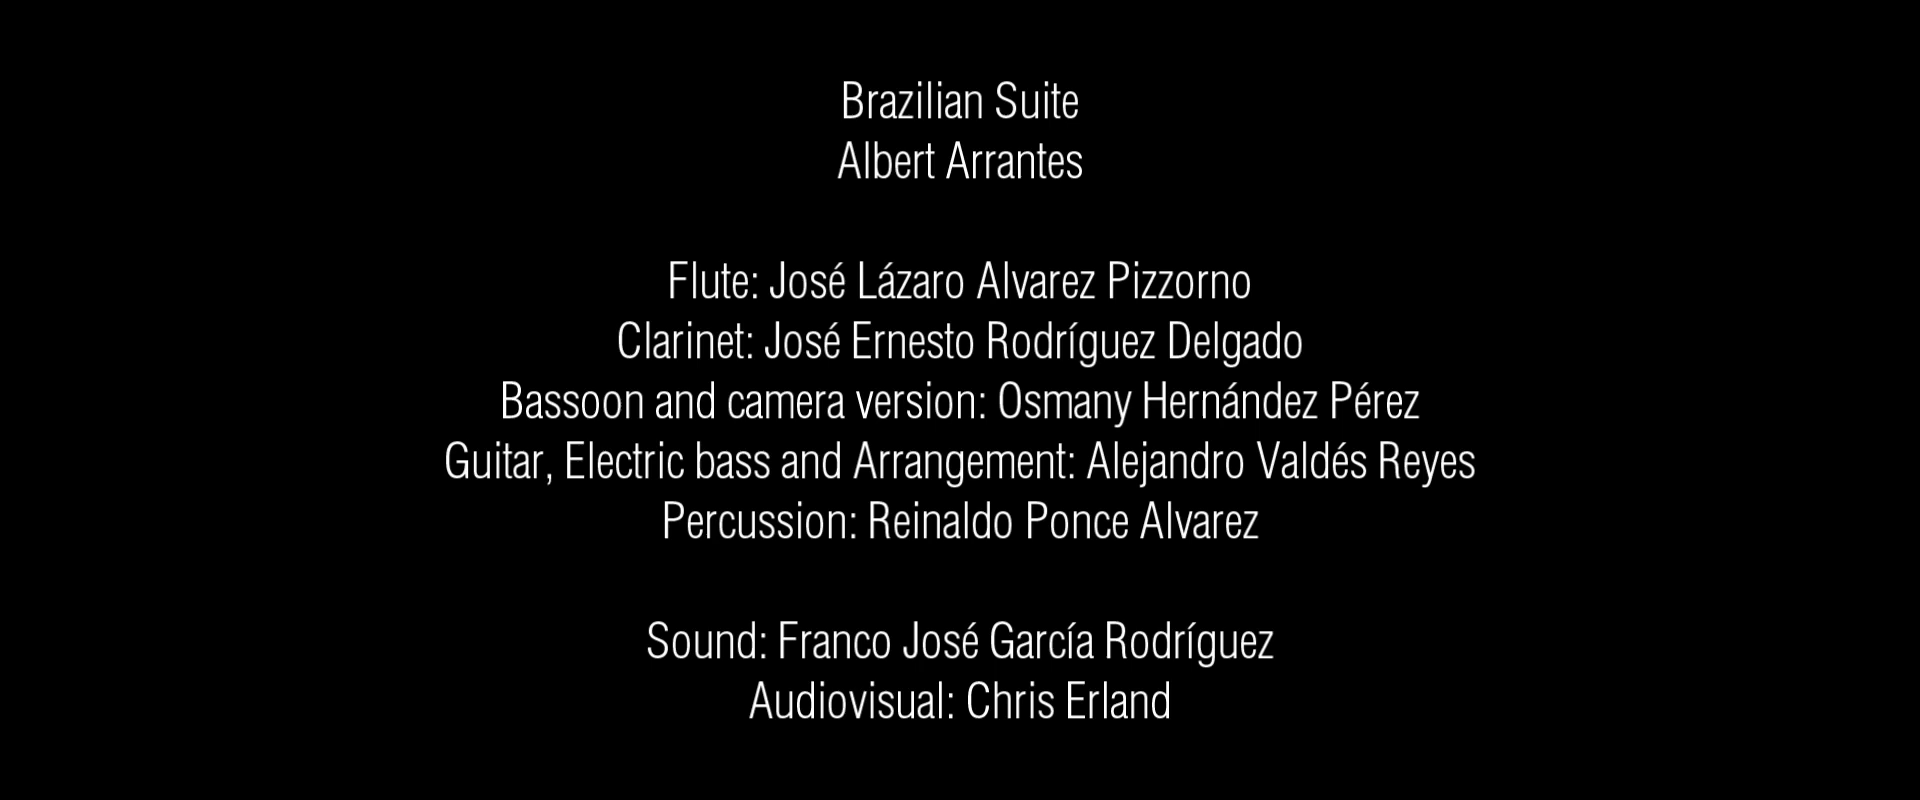 Brazilian Suite
Albert Arrantes
Flute: José Lázaro Alvarez Pizzorno
Clarinet: José Ernesto Rodríguez Delgado
Bassoon and camera version: Osmany Hernández Pérez
Guitar, Electric bass and Arrangement: Alejandro Valdés Reyes
Percussion: Reinaldo Ponce Alvarez
Sound: Franco José García Rodríguez
Audiovisual: Chris Erland